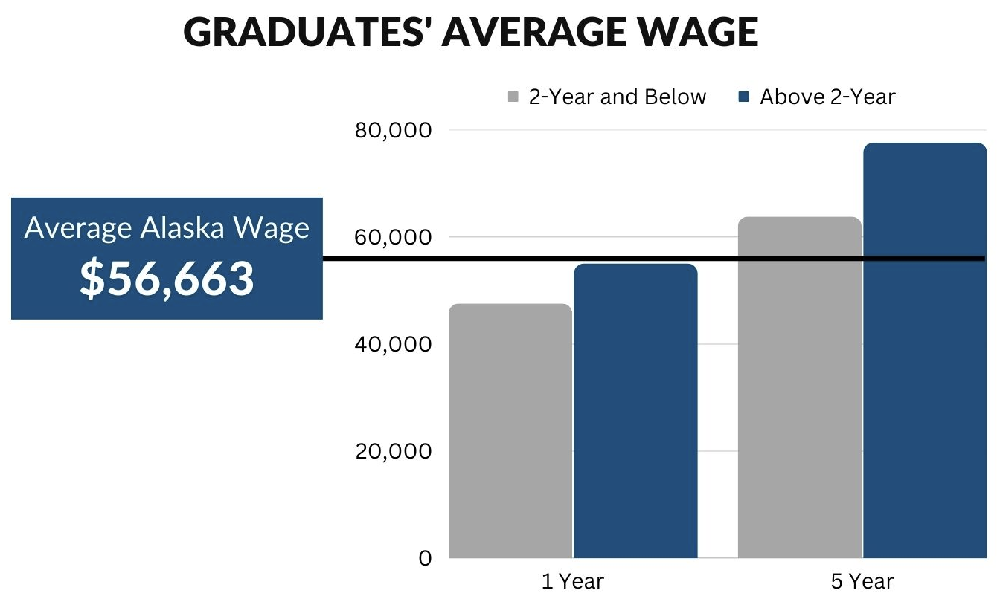 GRADUATES' AVERAGE WAGE
2-Year and Below
Above 2-Year
80,000
60,000
40,000
20,000
0
Average Alaska Wage
$56,663
1 Year
5 Year